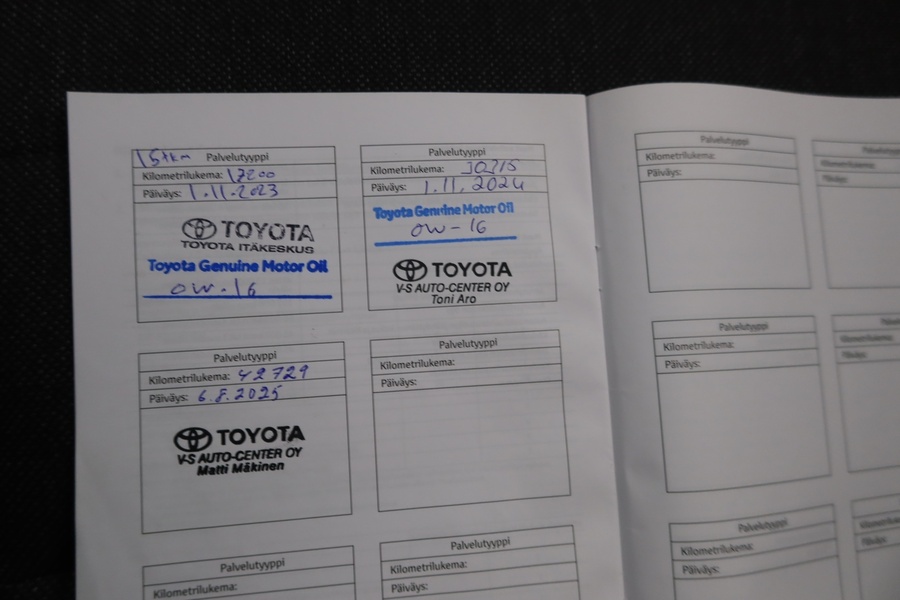 15tkm Palvelutyyppi
Kilometrilukema: 17200
Päiväys: 1.11.2023
TOYOTA
TOYOTA ITÄKESKUS
Toyota Genuine Motor Oil
0W-16
Palvelutyyppi
Kilometrilukema:
Päiväys: 1.11.2024
Toyota Genuine Motor Oil
0W-16
TOYOTA
V-S AUTO-CENTER OY
Toni Aro
Palvelutyyppi
Kilometrilukema: 42729
Päiväys: 6.8.2025
TOYOTA
V-S AUTO-CENTER OY
Matti Mäkinen
Palvelutyyppi
Kilometrilukema:
Päiväys:
Palvelutyyppi
Kilometrilukema:
Palvelutyyppi
Kilometrilukema:
Päiväys:
Palvelutyyppi
Kilometrilukema:
Päiväys:
Palvelutyyppi
Kilometrilukema:
Päiväys:
Palvelutyyppi
Kilometrilukema:
Päiväys: